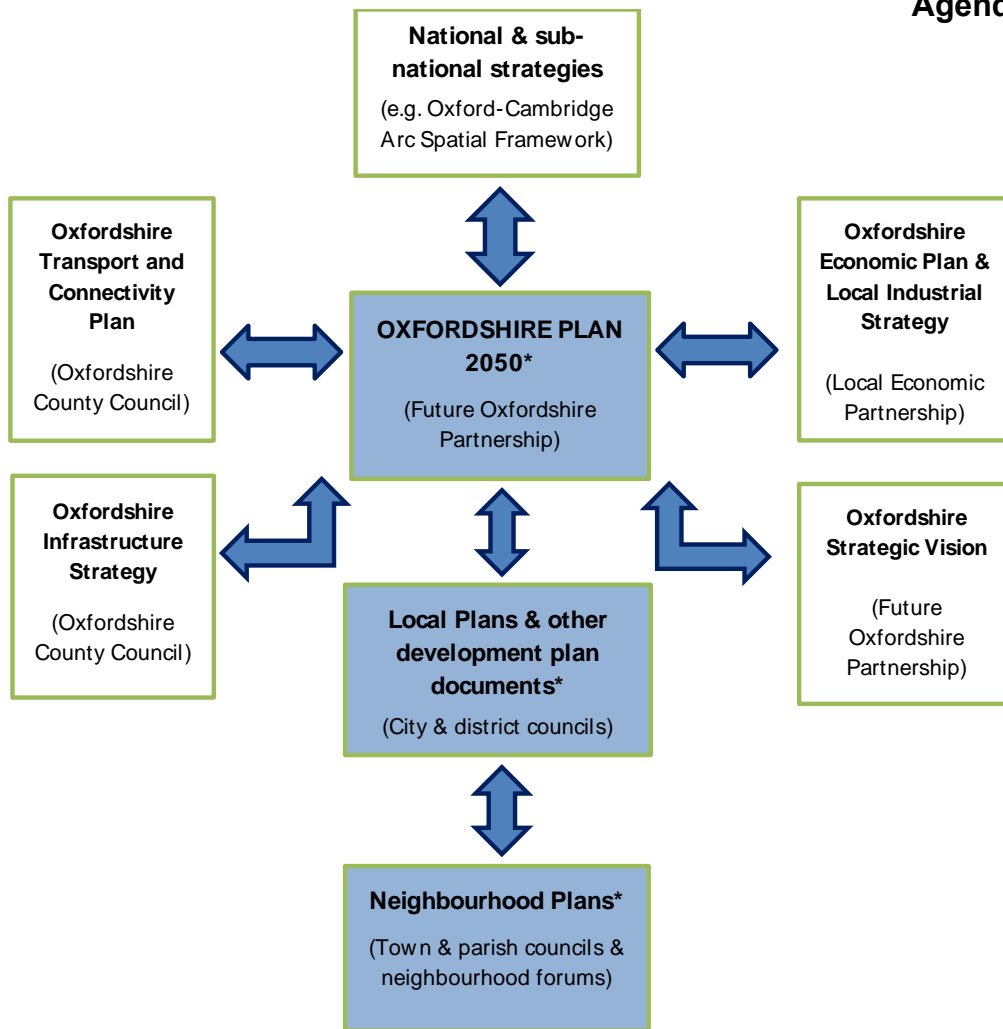 Agend
National & sub-
national strategies
(e.g. Oxford-Cambridge
Arc Spatial Framework)
Oxfordshire
Transport and
Connectivity
Plan
(Oxfordshire
County Council)
OXFORDSHIRE PLAN
2050*
(Future Oxfordshire
Partnership)
Oxfordshire
Economic Plan &
Local Industrial
Strategy
(Local Economic
Partnership)
Oxfordshire
Infrastructure
Strategy
(Oxfordshire
County Council)
Local Plans & other
development plan
documents*
(City & district councils)
Oxfordshire
Strategic Vision
(Future
Oxfordshire
Partnership)
Neighbourhood Plans*
(Town & parish councils &
neighbourhood forums)